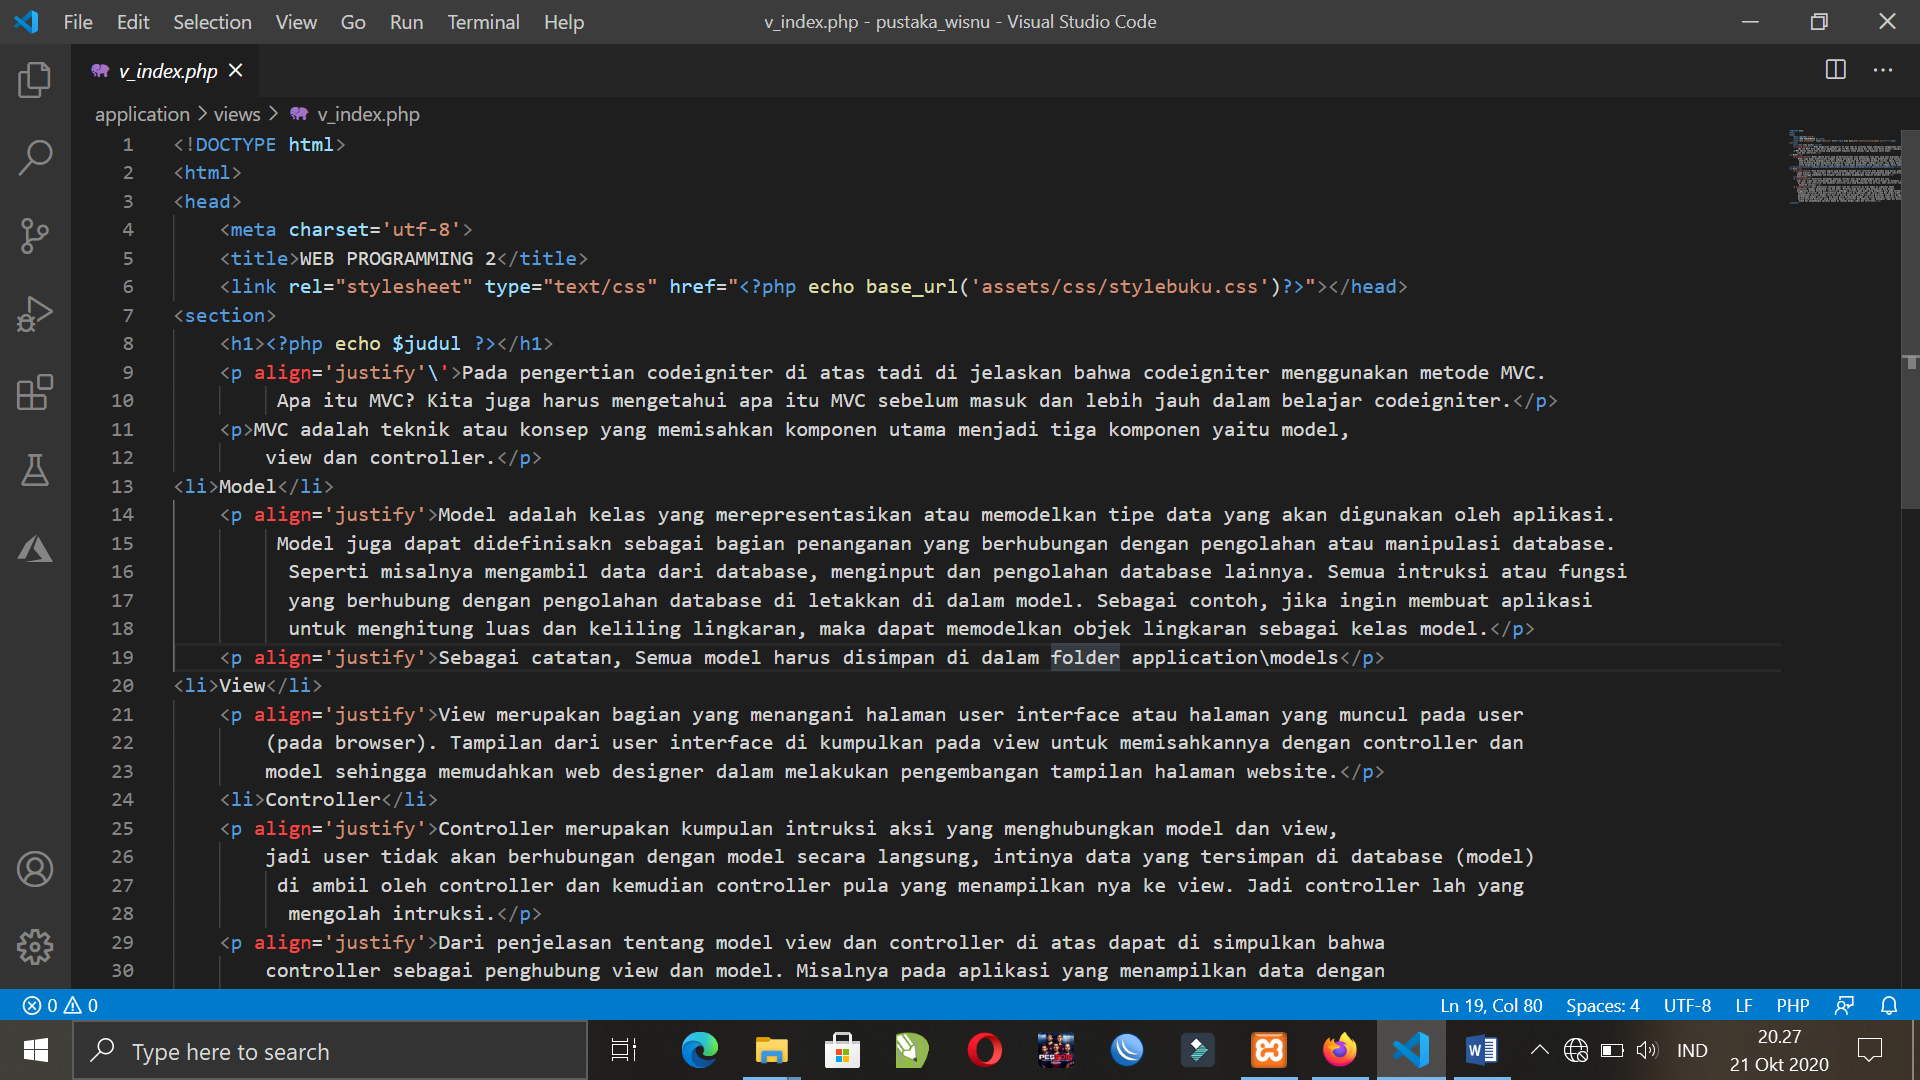 File Edit Selection View Go Run Terminal Help v_index.php - pustaka_wisnu - Visual Studio Code
v_index.php
application > views > v_index.php
1 <!DOCTYPE html>
2 <html>
3 <head>
4 <meta charset='utf-8'>
5 <title>WEB PROGRAMMING 2</title>
6 <link rel="stylesheet" type="text/css" href="<?php echo base_url('assets/css/stylebuku.css')?>"></head>
7 <section>
8 <h1><?php echo $judul ?></h1>
9 <p align='justify'\'>Pada pengertian codeigniter di atas tadi di jelaskan bahwa codeigniter menggunakan metode MVC.
10 Apa itu MVC? Kita juga harus mengetahui apa itu MVC sebelum masuk dan lebih jauh dalam belajar codeigniter.</p>
11 <p>MVC adalah teknik atau konsep yang memisahkan komponen utama menjadi tiga komponen yaitu model,
12 view dan controller.</p>
13 <li>Model</li>
14 <p align='justify'>Model adalah kelas yang merepresentasikan atau memodelkan tipe data yang akan digunakan oleh aplikasi.
15 Model juga dapat didefinisakn sebagai bagian penanganan yang berhubungan dengan pengolahan atau manipulasi database.
16 Seperti misalnya mengambil data dari database, menginput dan pengolahan database lainnya. Semua intruksi atau fungsi
17 yang berhubung dengan pengolahan database di letakkan di dalam model. Sebagai contoh, jika ingin membuat aplikasi
18 untuk menghitung luas dan keliling lingkaran, maka dapat memodelkan objek lingkaran sebagai kelas model.</p>
19 <p align='justify'>Sebagai catatan, Semua model harus disimpan di dalam folder application\models</p>
20 <li>View</li>
21 <p align='justify'>View merupakan bagian yang menangani halaman user interface atau halaman yang muncul pada user
22 (pada browser). Tampilan dari user interface di kumpulkan pada view untuk memisahkannya dengan controller dan
23 model sehingga memudahkan web designer dalam melakukan pengembangan tampilan halaman website.</p>
24 <li>Controller</li>
25 <p align='justify'>Controller merupakan kumpulan intruksi aksi yang menghubungkan model dan view,
26 jadi user tidak akan berhubungan dengan model secara langsung, intinya data yang tersimpan di database (model)
27 di ambil oleh controller dan kemudian controller pula yang menampilkan nya ke view. Jadi controller lah yang
28 mengolah intruksi.</p>
29 <p align='justify'>Dari penjelasan tentang model view dan controller di atas dapat di simpulkan bahwa
30 controller sebagai penghubung view dan model. Misalnya pada aplikasi yang menampilkan data dengan
0 0 Ln 19, Col 80 Spaces: 4 UTF-8 LF PHP
Type here to search IND 20.27
21 Okt 2020